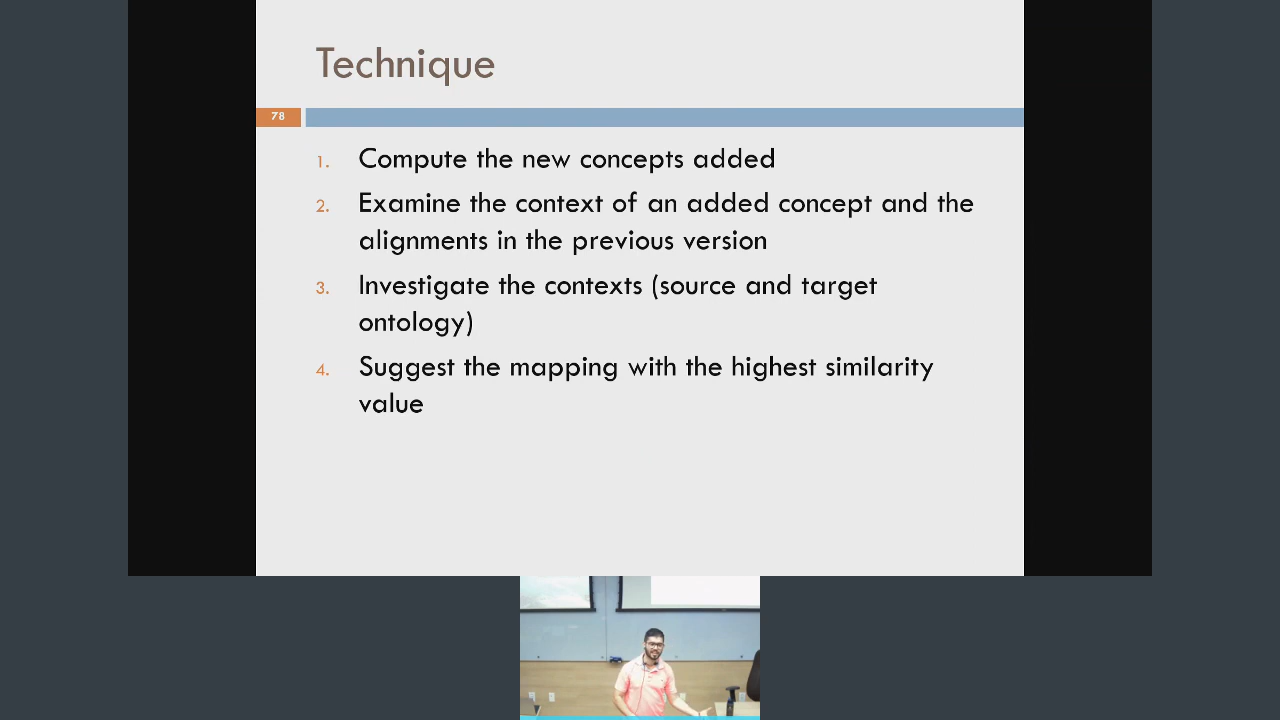 Technique
78
1. Compute the new concepts added
2. Examine the context of an added concept and the
alignments in the previous version
3. Investigate the contexts (source and target
ontology)
4. Suggest the mapping with the highest similarity
value